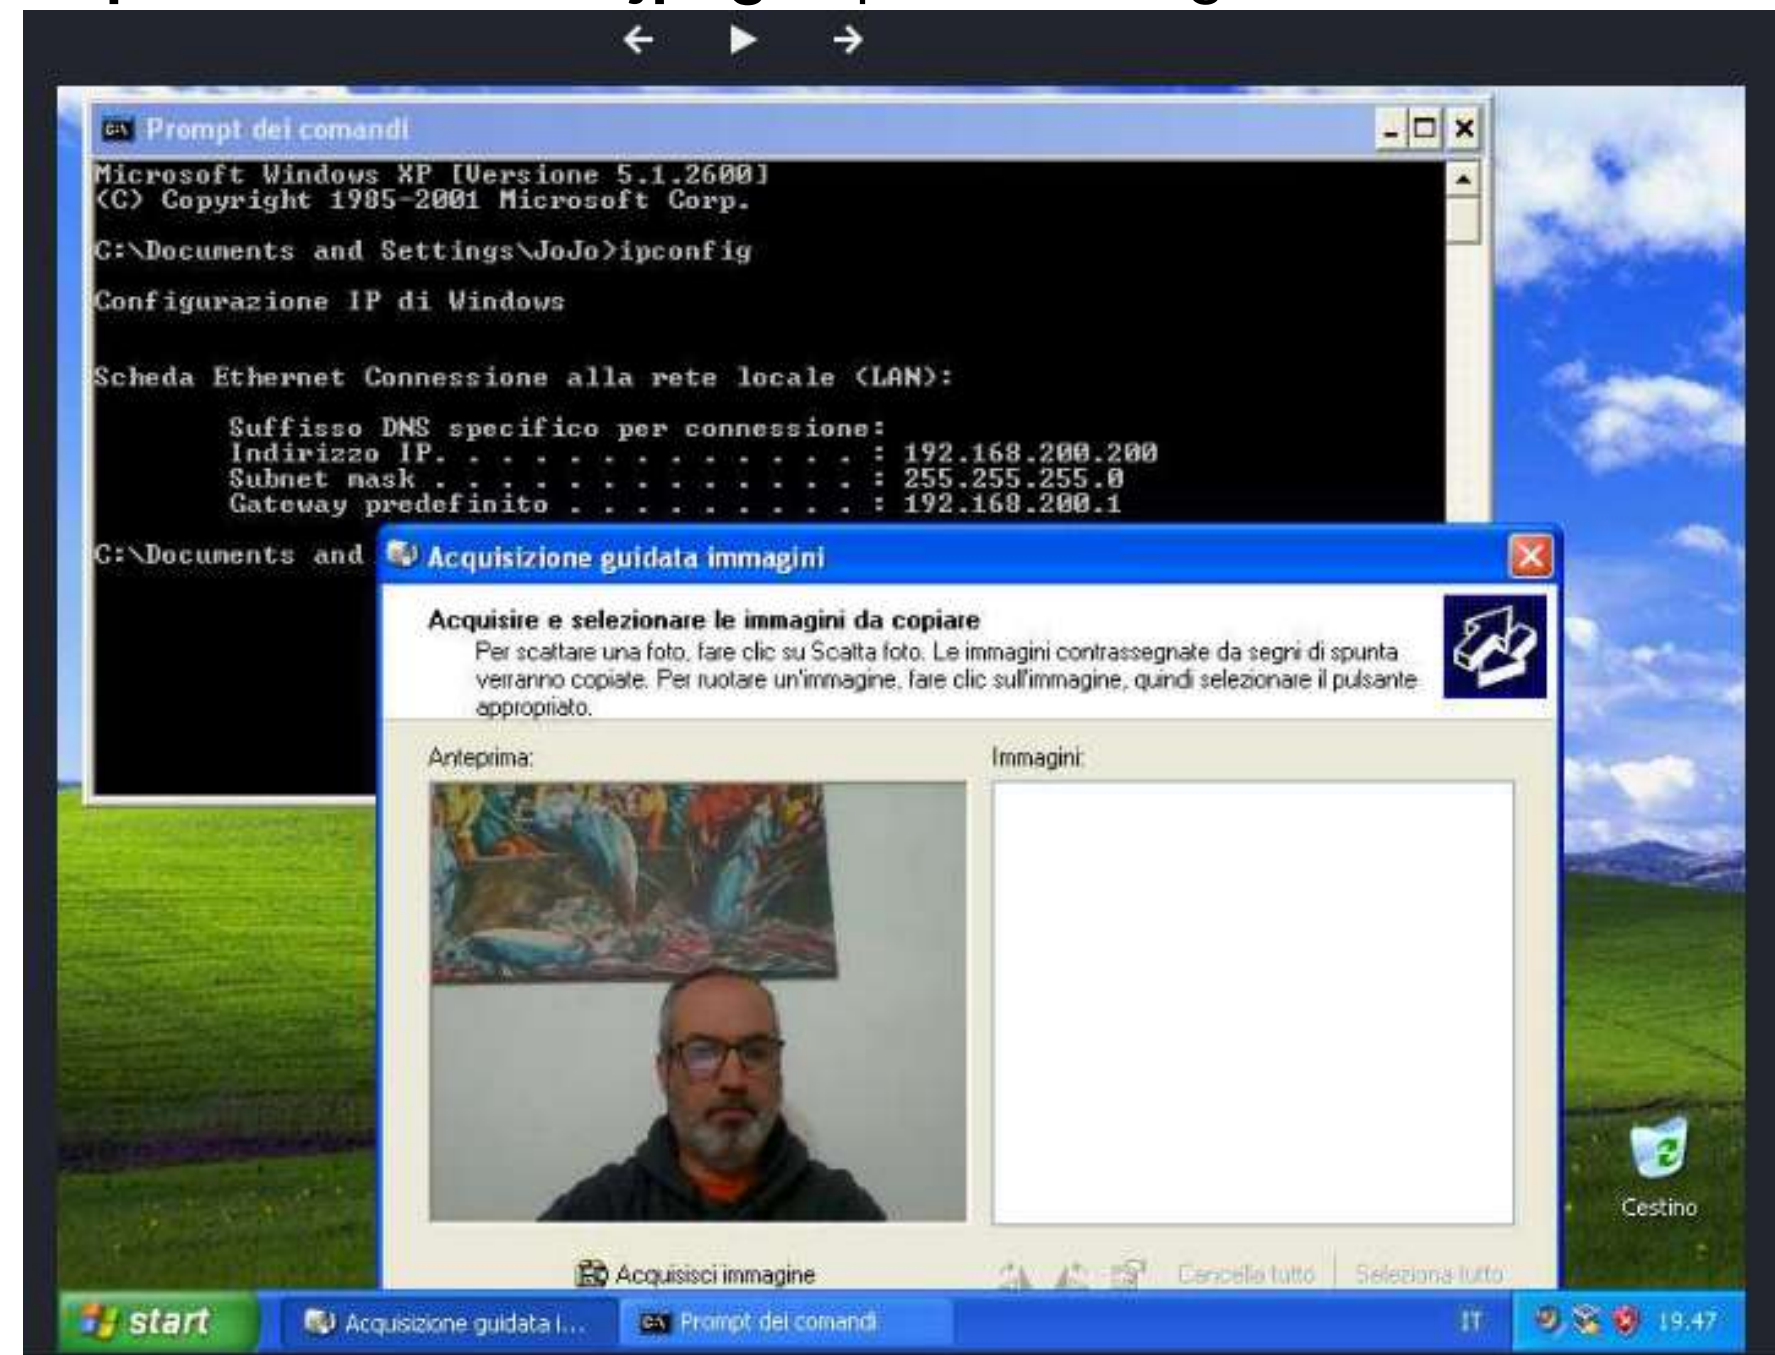 Prompt dei comandi
Microsoft Windows XP [Versione 5.1.2600]
(C) Copyright 1985-2001 Microsoft Corp.
C:\Documents and Settings\JoJo>ipconfig
Configurazione IP di Windows
Scheda Ethernet Connessione alla rete locale (LAN):
Suffisso DNS specifico per connessione:
Indirizzo IP. . . . . . . . . . . . . : 192.168.200.200
Subnet mask . . . . . . . . . . . . . : 255.255.255.0
Gateway predefinito . . . . . . . . . : 192.168.200.1
C:\Documents and
Acquisizione guidata immagini
Acquisire e selezionare le immagini da copiare
Per scattare una foto, fare clic su Scatta foto. Le immagini contrassegnate da segni di spunta
verranno copiate. Per ruotare un'immagine, fare clic sull'immagine, quindi selezionare il pulsante
appropriato.
Anteprima:
Immagini:
Cestino
Acquisisci immagine
Cancella tutto
Seleziona tutto
start
Acquisizione guidata i...
Prompt dei comandi
IT
19.47